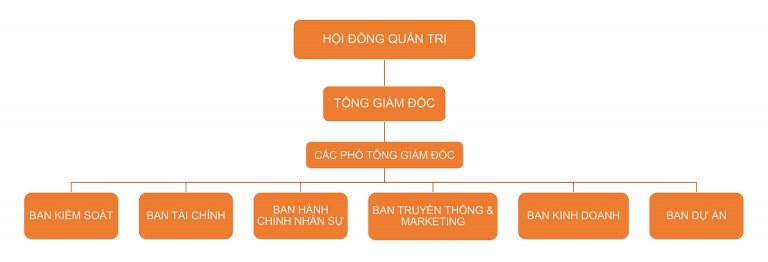 HỘI ĐỒNG QUẢN TRỊ
TỔNG GIÁM ĐỐC
CÁC PHÓ TỔNG GIÁM ĐỐC
BAN KIỂM SOÁT
BAN TÀI CHÍNH
BAN HÀNH
CHÍNH NHÂN SỰ
BAN TRUYỀN THÔNG &
MARKETING
BAN KINH DOANH
BAN DỰ ÁN